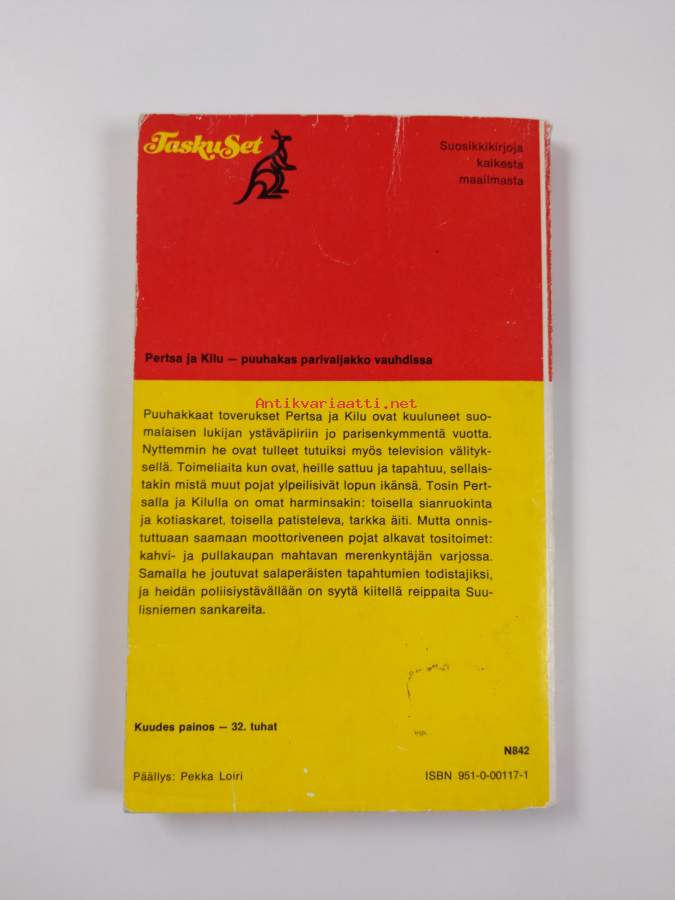 TaskuSet
Suosikkikirjoja
kaikesta
maailmasta
Pertsa ja Kilu – puuhakas parivaljakko vauhdissa
Antikvariaatti.net
Puuhakkaat toverukset Pertsa ja Kilu ovat kuuluneet suo-
malaisen lukijan ystäväpiiriin jo parisenkymmentä vuotta.
Nyttemmin he ovat tulleet tutuiksi myös television välityk-
sellä. Toimeliaita kun ovat, heille sattuu ja tapahtuu, sellais-
takin mistä muut pojat ylpeilisivät lopun ikänsä. Tosin Pert-
salla ja Kilulla on omat harminsakin: toisella sianruokinta
ja kotiaskaret, toisella patisteleva, tarkka äiti. Mutta onnis-
tuttuaan saamaan moottoriveneen pojat alkavat tositoimet:
kahvi- ja pullakaupan mahtavan merenkyntäjän varjossa.
Samalla he joutuvat salaperäisten tapahtumien todistajiksi,
ja heidän poliisiystävällään on syytä kiitellä reippaita Suu-
lisniemen sankareita.
Kuudes painos – 32. tuhat
N842
Päällys: Pekka Loiri
ISBN 951-0-00117-1